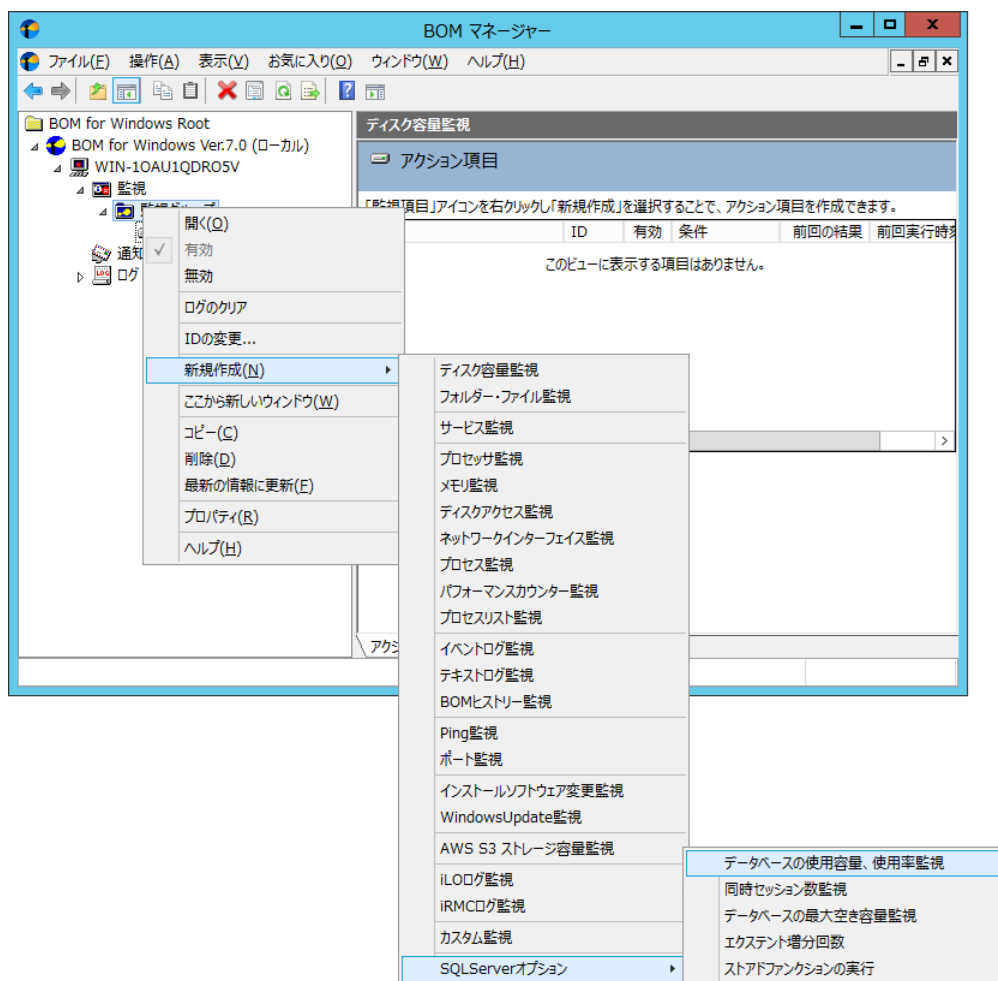 BOM マネージャー
ファイル(F) 操作(A) 表示(V) お気に入り(O) ウィンドウ(W) ヘルプ(H)
BOM for Windows Root
BOM for Windows Ver.7.0 (ローカル)
WIN-1OAU1QDRO5V
監視
監視グループ
通知
ログ
ディスク容量監視
アクション項目
「監視項目」アイコンを右クリックし「新規作成」を選択することで、アクション項目を作成できます。
ID 有効 条件 前回の結果 前回実行時刻
このビューに表示する項目はありません。
アクシ
開く(O)
有効
無効
ログのクリア
IDの変更...
新規作成(N)
ここから新しいウィンドウ(W)
コピー(C)
削除(D)
最新の情報に更新(F)
プロパティ(R)
ヘルプ(H)
ディスク容量監視
フォルダー・ファイル監視
サービス監視
プロセッサ監視
メモリ監視
ディスクアクセス監視
ネットワークインターフェイス監視
プロセス監視
パフォーマンスカウンター監視
プロセスリスト監視
イベントログ監視
テキストログ監視
BOMヒストリー監視
Ping監視
ポート監視
インストールソフトウェア変更監視
WindowsUpdate監視
AWS S3 ストレージ容量監視
iLOログ監視
iRMCログ監視
カスタム監視
SQLServerオプション
データベースの使用容量、使用率監視
同時セッション数監視
データベースの最大空き容量監視
エクステント増分回数
ストアドファンクションの実行